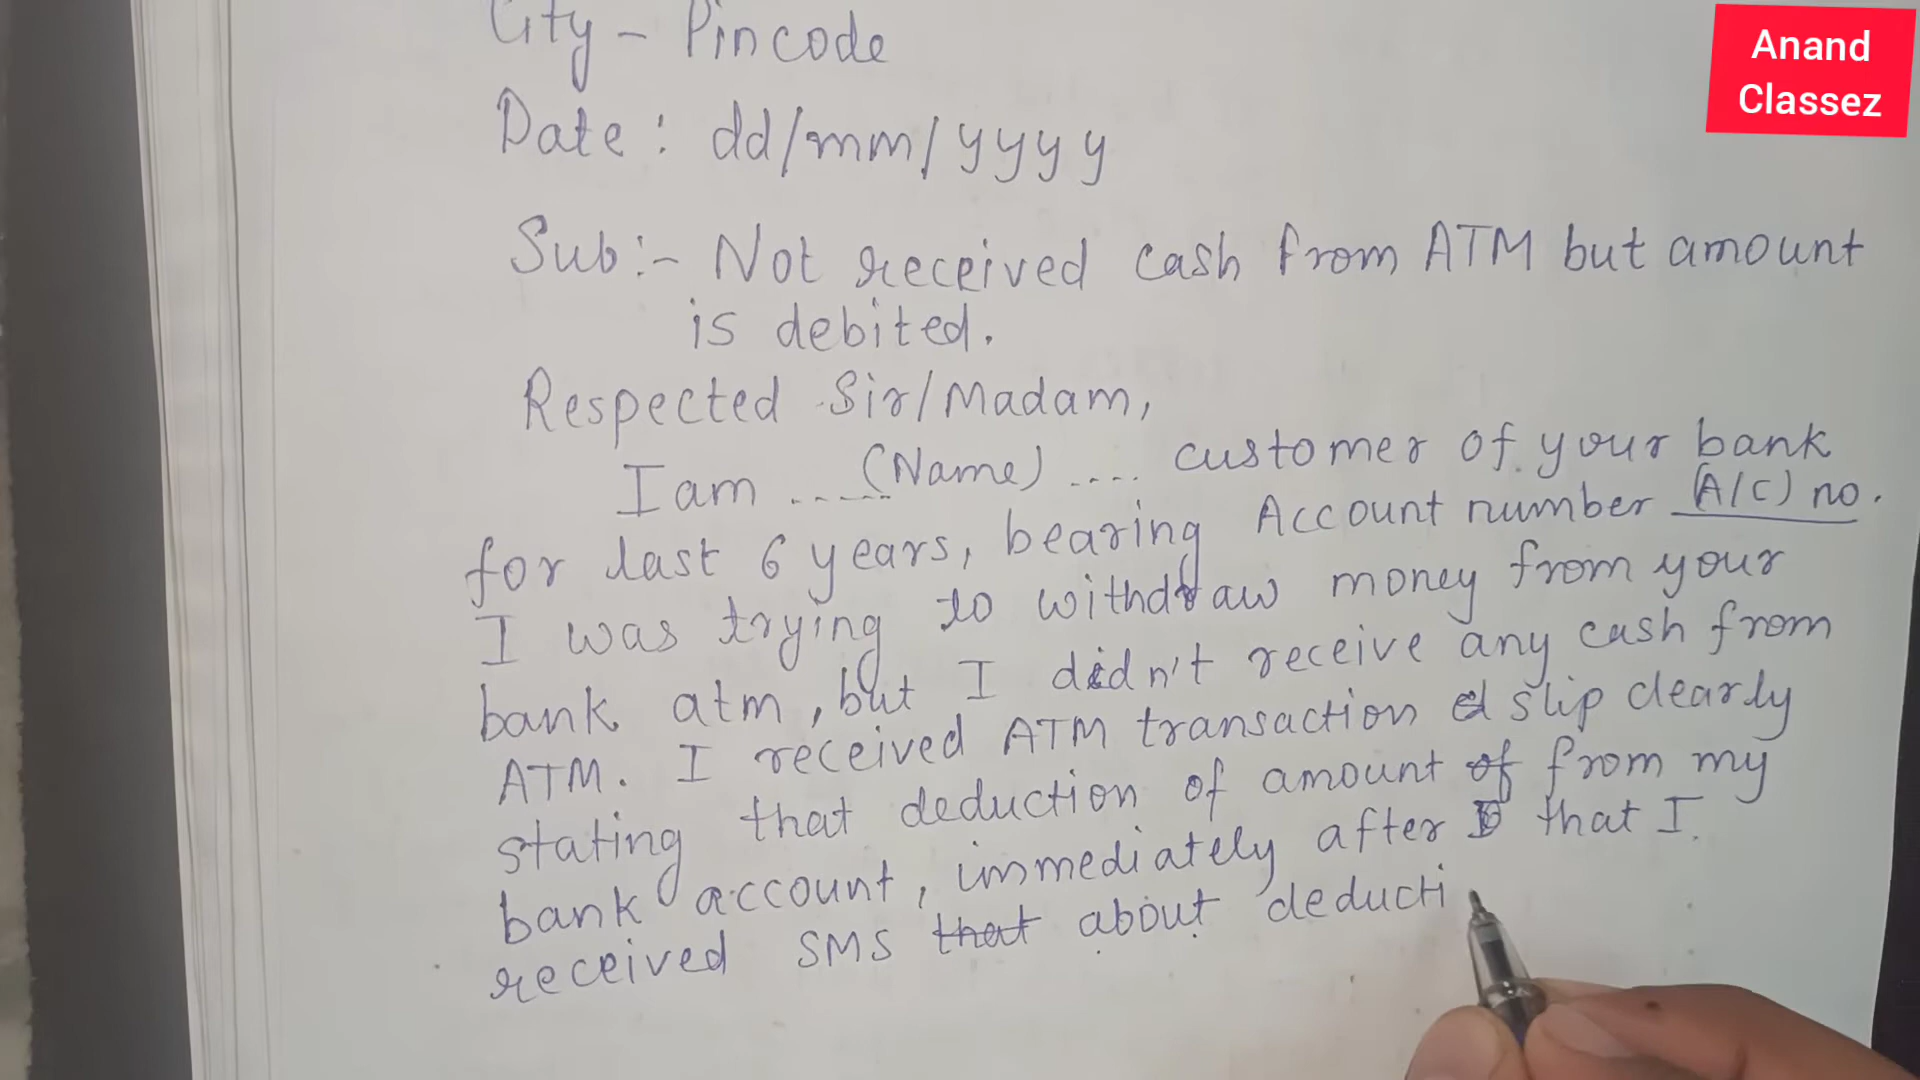 City - Pincode
Date : dd/mm/yyyy
Sub:- Not received cash from ATM but amount
is debited.
Respected Sir/Madam,
I am ...... (Name) .... customer of your bank
for last 6 years, bearing Account number (A/C) no.
I was trying to withdraw money from your
bank atm, but I didn't receive any cash from
ATM. I received ATM transaction slip clearly
stating that deduction of amount of from my
bank account, immediately after that I.
received SMS that about deducti
Anand
Classez